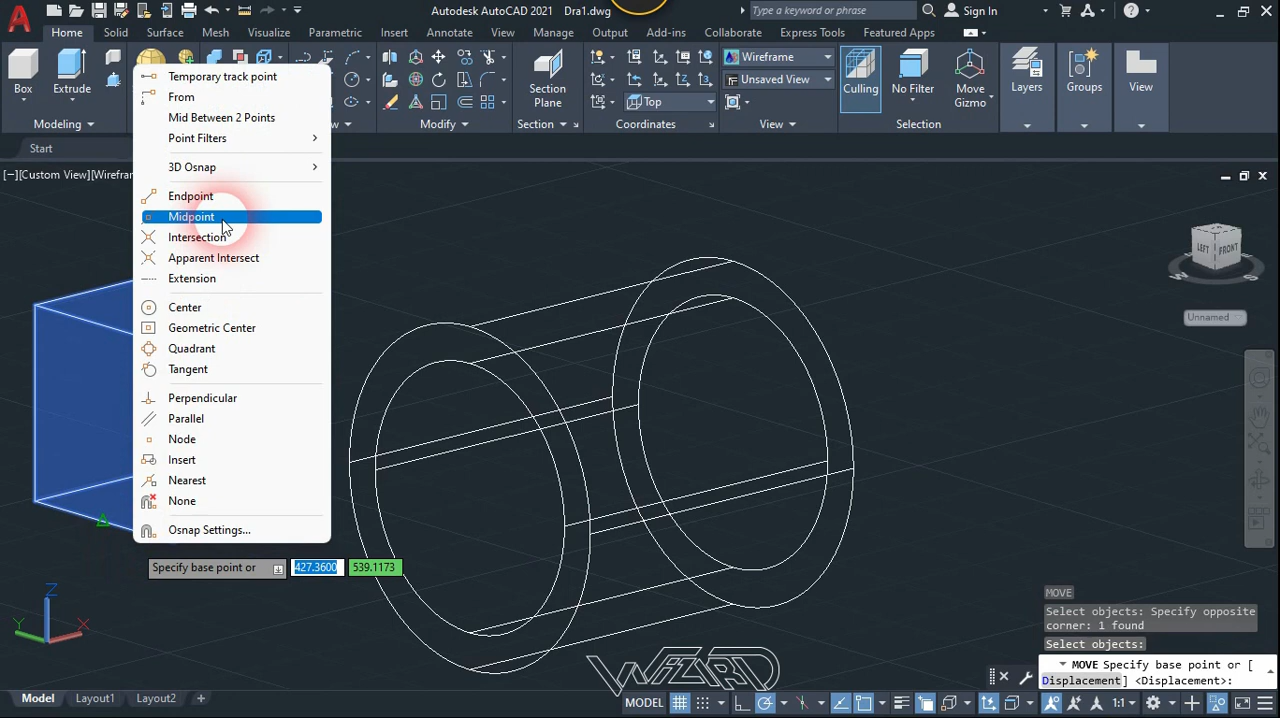 Autodesk AutoCAD 2021 Dra1.dwg
Type a keyword or phrase
Sign In
Home Solid Surface Mesh Visualize Parametric Insert Annotate View Manage Output Add-ins Collaborate Express Tools Featured Apps
Box
Extrude
Modeling
Modify
Section
Plane
Section
Wireframe
Unsaved View
Top
Coordinates
View
Culling
No Filter
Move
Gizmo
Selection
Layers
Groups
View
Start
[−][Custom View][Wirefra
Temporary track point
From
Mid Between 2 Points
Point Filters
3D Osnap
Endpoint
Midpoint
Intersection
Apparent Intersect
Extension
Center
Geometric Center
Quadrant
Tangent
Perpendicular
Parallel
Node
Insert
Nearest
None
Osnap Settings...
Specify base point or
427.3600
539.1173
LEFT
FRONT
W
S
Unnamed
Z
Y
X
WIZARD
MOVE
Select objects: Specify opposite
corner: 1 found
Select objects:
MOVE Specify base point or [
Displacement] <Displacement>:
Model Layout1 Layout2 +
MODEL
1:1